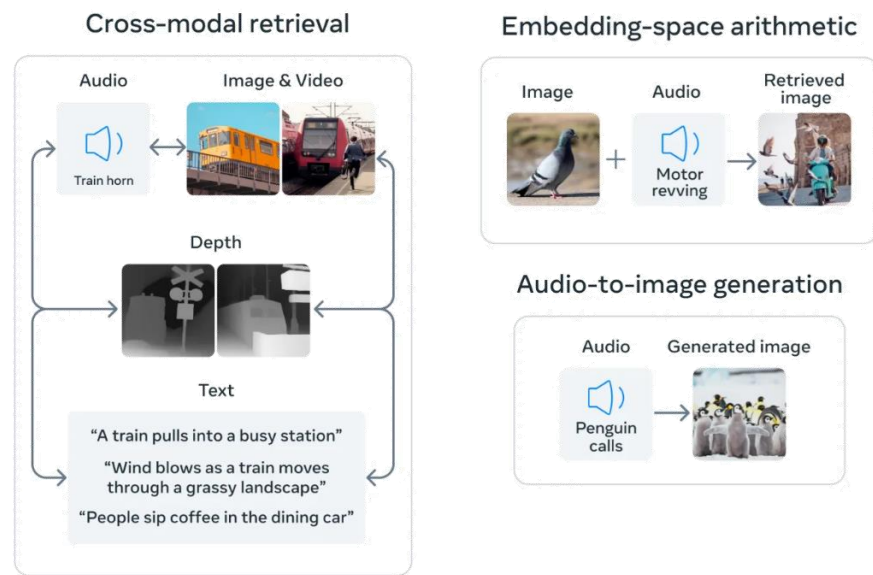 Cross-modal retrieval
Audio
Image & Video
Train horn
Depth
Text
“A train pulls into a busy station”
“Wind blows as a train moves
through a grassy landscape”
“People sip coffee in the dining car”
Embedding-space arithmetic
Image
Audio
Retrieved
image
+
Motor
revving
Audio-to-image generation
Audio
Generated image
Penguin
calls